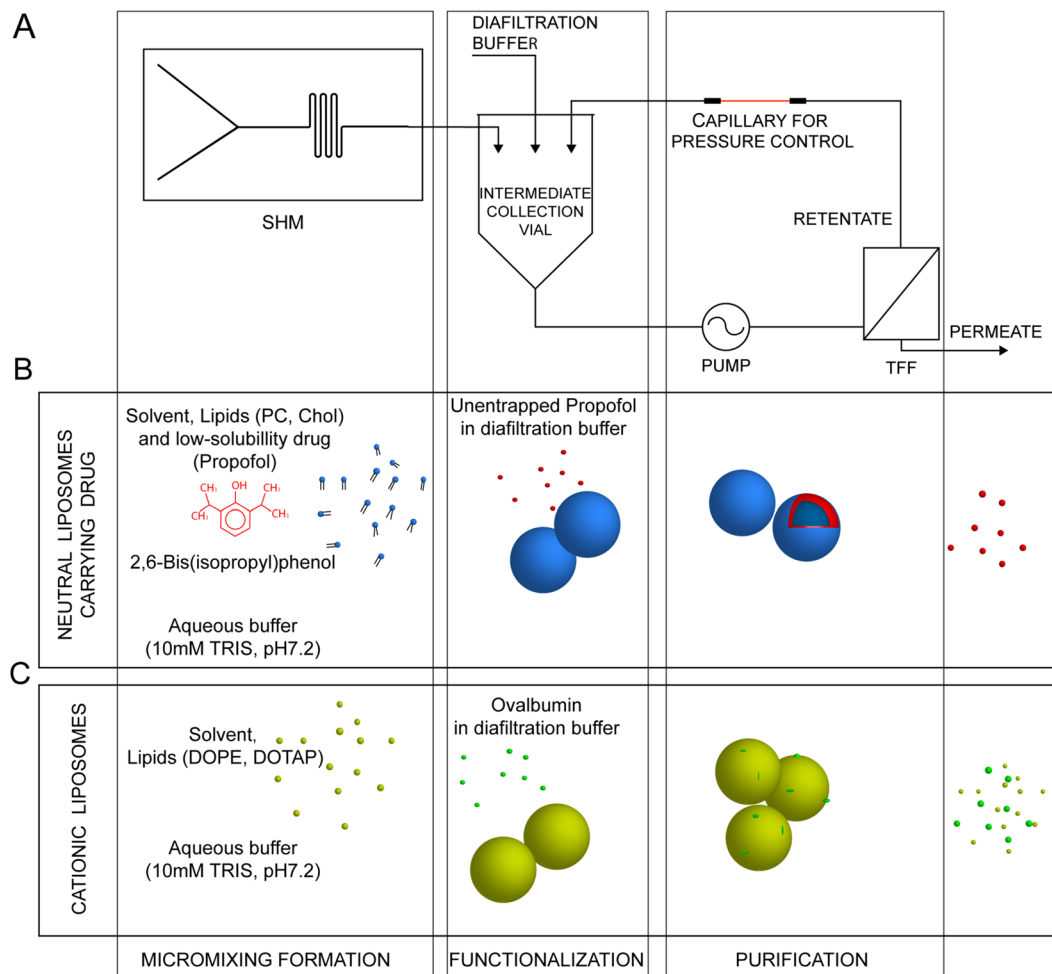 A
DIAFILTRATION
BUFFER
CAPILLARY FOR
PRESSURE CONTROL
INTERMEDIATE
COLLECTION
VIAL
SHM
RETENTATE
PERMEATE
PUMP
TFF
B
NEUTRAL LIPOSOMES
CARRYING DRUG
Solvent, Lipids (PC, Chol)
and low-solubility drug
(Propofol)
CH₃
OH
CH₃
CH₃
CH₃
2,6-Bis(isopropyl)phenol
Aqueous buffer
(10mM TRIS, pH7.2)
Unentrapped Propofol
in diafiltration buffer
C
CATIONIC LIPOSOMES
Solvent,
Lipids (DOPE, DOTAP)
Aqueous buffer
(10mM TRIS, pH7.2)
Ovalbumin
in diafiltration buffer
MICROMIXING FORMATION
FUNCTIONALIZATION
PURIFICATION